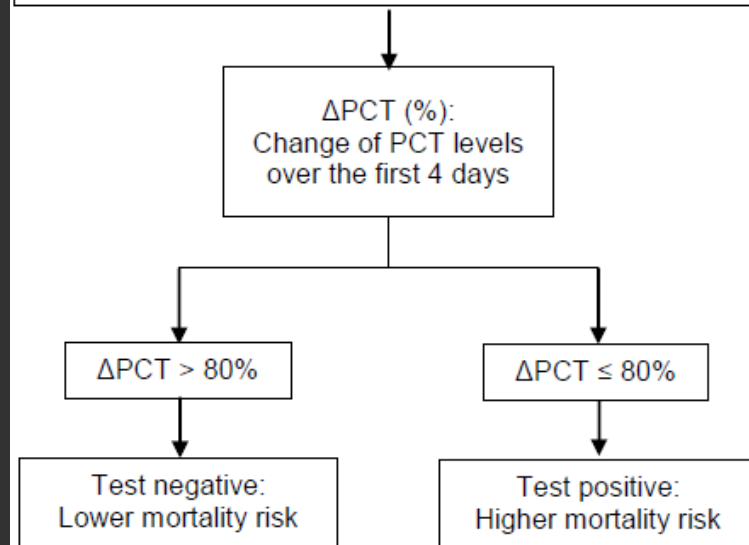 ΔPCT (%):
Change of PCT levels
over the first 4 days
ΔPCT > 80%
ΔPCT ≤ 80%
Test negative:
Lower mortality risk
Test positive:
Higher mortality risk